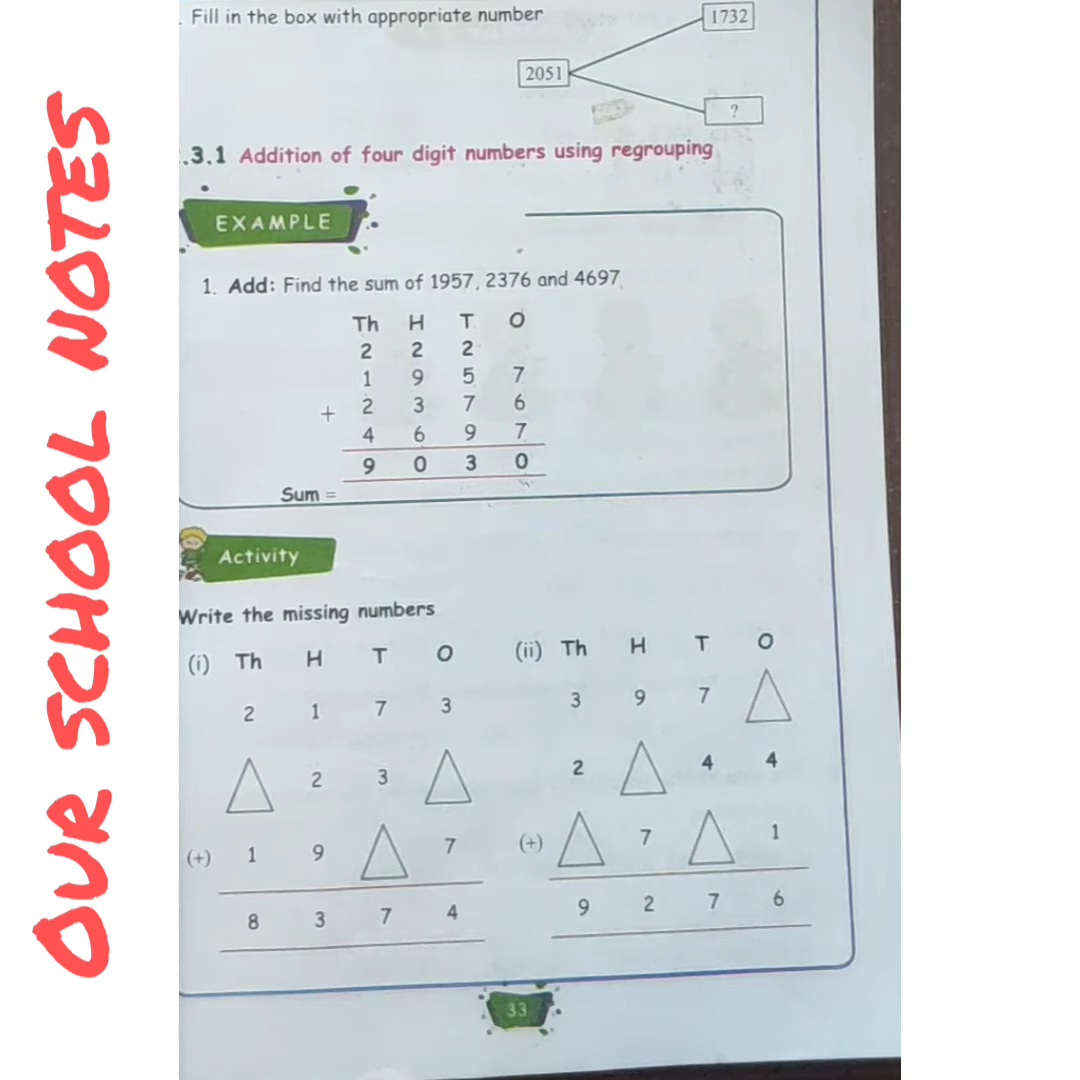 OUR SCHOOL NOTES
. Fill in the box with appropriate number
1732
2051
?
.3.1 Addition of four digit numbers using regrouping
EXAMPLE
1. Add: Find the sum of 1957, 2376 and 4697.
Th H T O
2 2 2
1 9 5 7
+ 2 3 7 6
4 6 9 7
9 0 3 0
Sum =
Activity
Write the missing numbers
(i) Th H T O
2 1 7 3
2 3
(+) 1 9 7
8 3 7 4
(ii) Th H T O
3 9 7
2 4 4
(+) 7 1
9 2 7 6
33